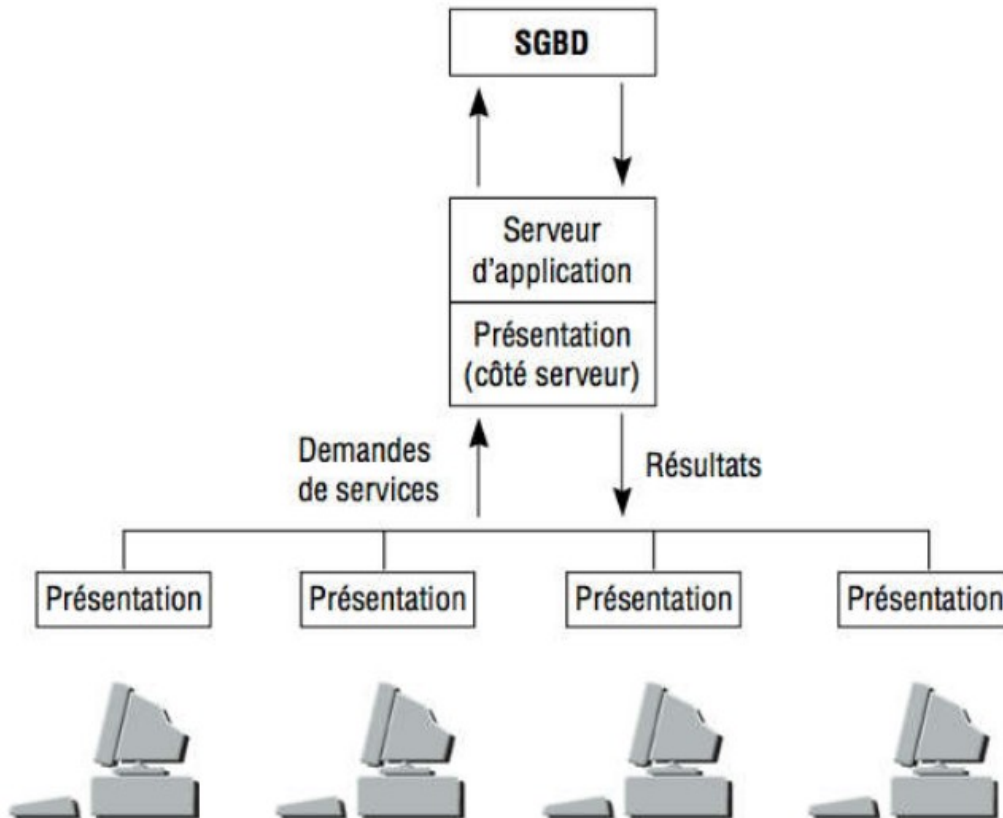 SGBD
Serveur
d'application
Présentation
(côté serveur)
Demandes
de services
Résultats
Présentation
Présentation
Présentation
Présentation